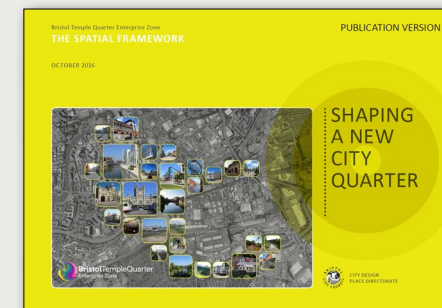 Bristol Temple Quarter Enterprise Zone
THE SPATIAL FRAMEWORK
PUBLICATION VERSION
OCTOBER 2016
SHAPING
A NEW
CITY
QUARTER
BristolTempleQuarter
Enterprise Zone
CITY DESIGN
PLACE DIRECTORATE